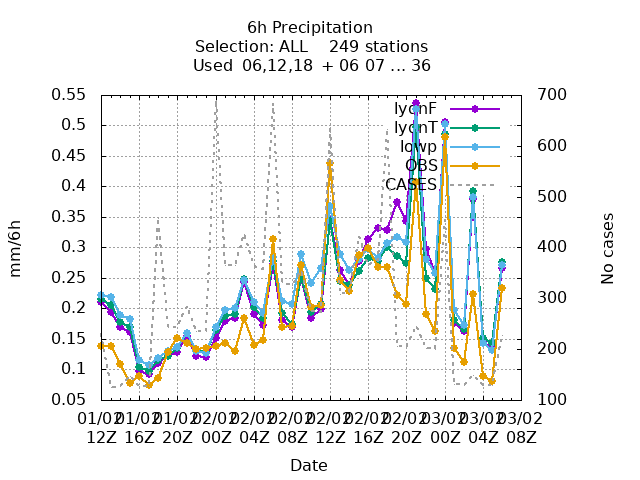 6h Precipitation
Selection: ALL    249 stations
Used  06,12,18  + 06 07 ... 36
0.55
0.5
0.45
0.4
0.35
0.3
0.25
0.2
0.15
0.1
0.05
mm/6h
700
600
500
400
300
200
100
No cases
lycnF
lycnT
lowp
OBS
CASES
01/02 01/02 01/02 02/02 02/02 02/02 02/02 02/02 02/02 03/02 03/02 03/02
12Z 16Z 20Z 00Z 04Z 08Z 12Z 16Z 20Z 00Z 04Z 08Z
Date